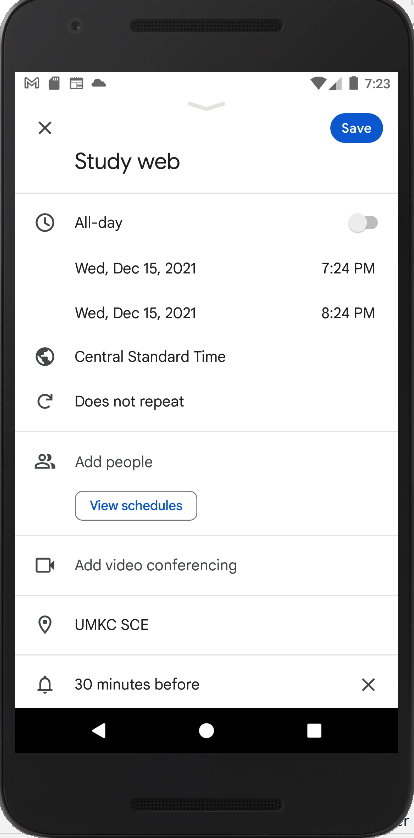 7:23
Save
Study web
All-day
Wed, Dec 15, 2021 7:24 PM
Wed, Dec 15, 2021 8:24 PM
Central Standard Time
Does not repeat
Add people
View schedules
Add video conferencing
UMKC SCE
30 minutes before